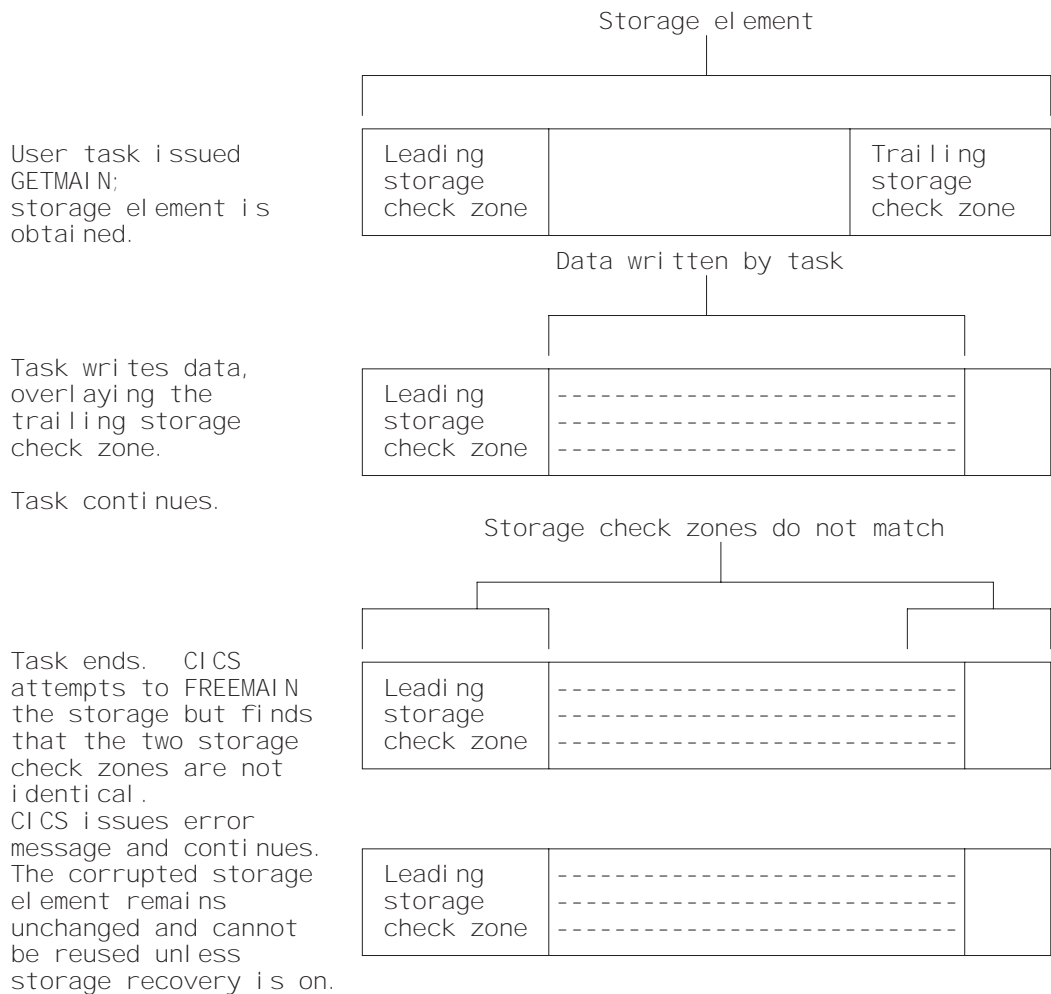 Storage element
User task issued
GETMAIN;
storage element is
obtained.
Leading
storage
check zone
Trailing
storage
check zone
Data written by task
Task writes data,
overlaying the
trailing storage
check zone.
Task continues.
Leading
storage
check zone
Storage check zones do not match
Task ends. CICS
attempts to FREEMAIN
the storage but finds
that the two storage
check zones are not
identical.
CICS issues error
message and continues.
The corrupted storage
element remains
unchanged and cannot
be reused unless
storage recovery is on.
Leading
storage
check zone
Leading
storage
check zone